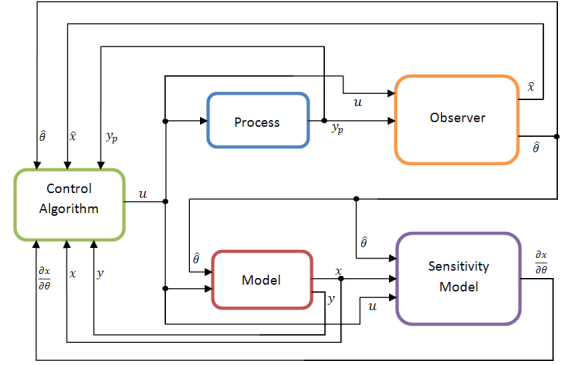 x̂
u
Process
Observer
θ̂
x̂
y_p
y_p
θ̂
Control
Algorithm
u
θ̂
θ̂
∂x/∂θ
x
y
Model
x
y
Sensitivity
Model
∂x/∂θ
u